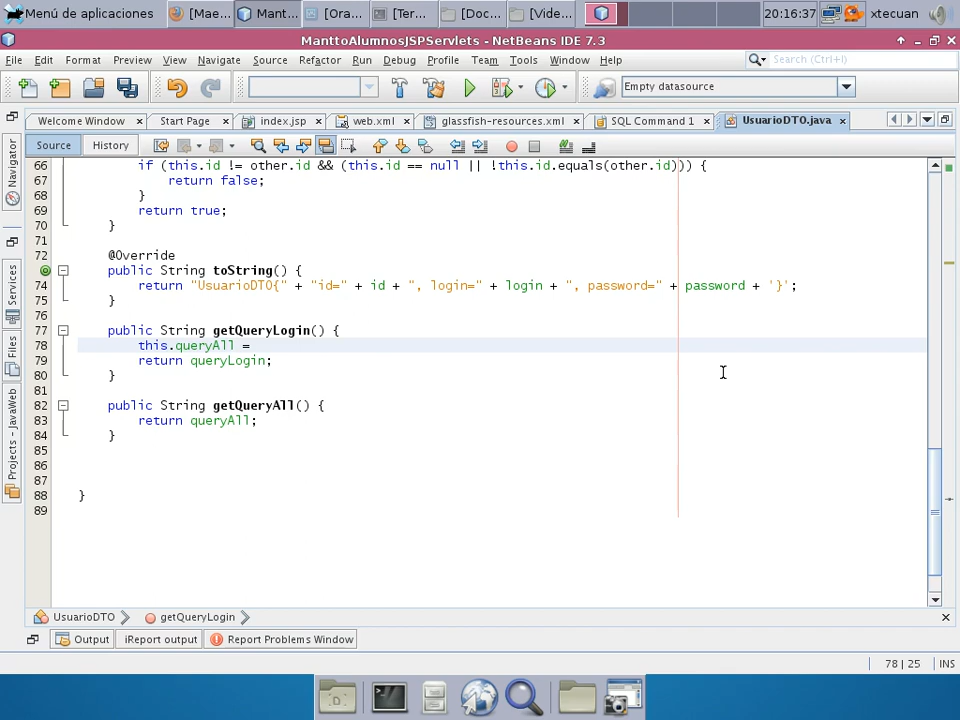 Menú de aplicaciones [Mae... Mant... [Ora... [Ter... [Doc... [Vide... 20:16:37 xtecuan
ManttoAlumnosJSPServlets - NetBeans IDE 7.3
File Edit Format Preview View Navigate Source Refactor Run Debug Profile Team Tools Window Help Search (Ctrl+I)
Empty datasource
Welcome Window Start Page index.jsp web.xml glassfish-resources.xml SQL Command 1 UsuarioDTO.java
Source History
Navigator
Services
Files
Projects - JavaWeb
66 if (this.id != other.id && (this.id == null || !this.id.equals(other.id))) {
67 return false;
68 }
69 return true;
70 }
71
72 @Override
public String toString() {
74 return "UsuarioDTO{" + "id=" + id + ", login=" + login + ", password=" + password + '}';
75 }
76
77 public String getQueryLogin() {
78 this.queryAll =
79 return queryLogin;
80 }
81
82 public String getQueryAll() {
83 return queryAll;
84 }
85
86
87
88 }
89
UsuarioDTO getQueryLogin
Output iReport output Report Problems Window
78 | 25 INS